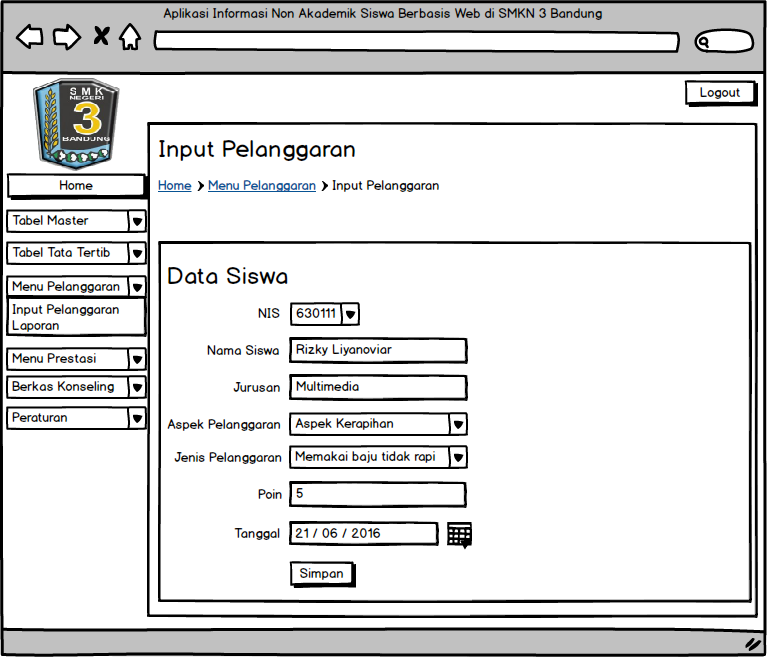 Aplikasi Informasi Non Akademik Siswa Berbasis Web di SMKN 3 Bandung
Logout
SMK
NEGERI
3
BANDUNG
Home
Tabel Master
Tabel Tata Tertib
Menu Pelanggaran
Input Pelanggaran
Laporan
Menu Prestasi
Berkas Konseling
Peraturan
Input Pelanggaran
Home > Menu Pelanggaran > Input Pelanggaran
Data Siswa
NIS 630111
Nama Siswa Rizky Liyanoviar
Jurusan Multimedia
Aspek Pelanggaran Aspek Kerapihan
Jenis Pelanggaran Memakai baju tidak rapi
Poin 5
Tanggal 21 / 06 / 2016
Simpan